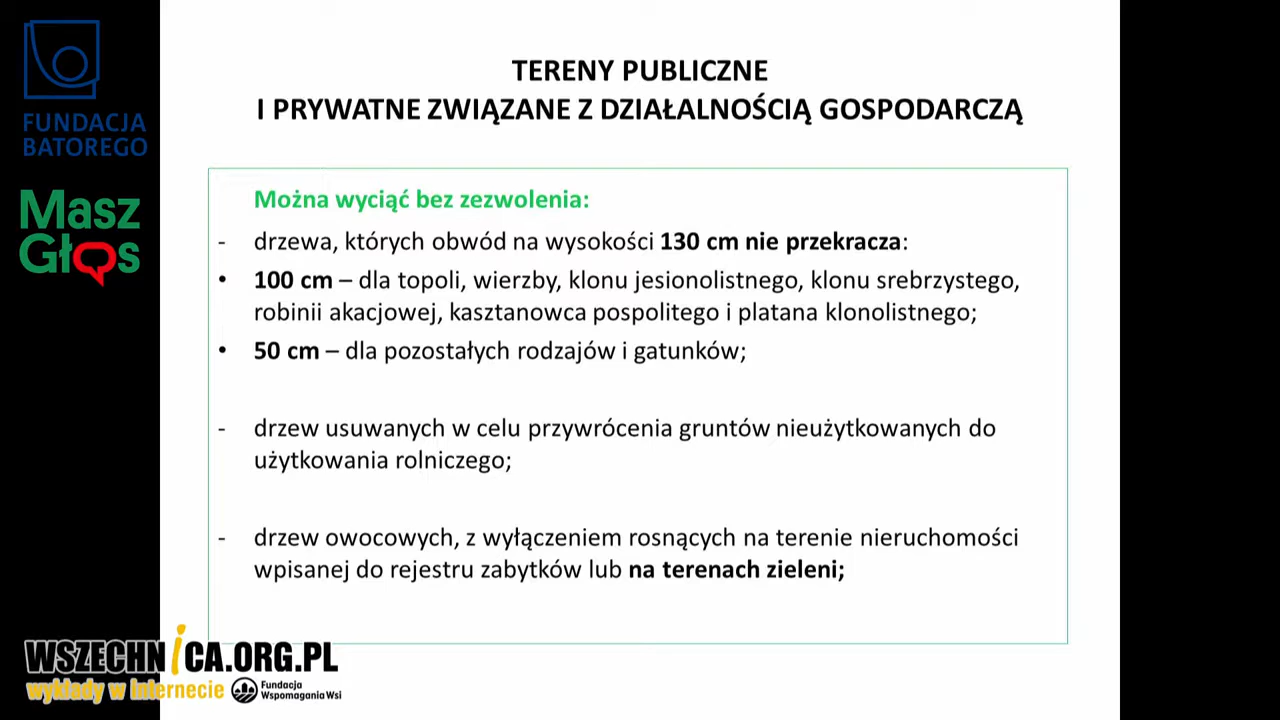 FUNDACJA
BATOREGO
Masz
Głos
TERENY PUBLICZNE
I PRYWATNE ZWIĄZANE Z DZIAŁALNOŚCIĄ GOSPODARCZĄ
Można wyciąć bez zezwolenia:
- drzewa, których obwód na wysokości 130 cm nie przekracza:
• 100 cm – dla topoli, wierzby, klonu jesionolistnego, klonu srebrzystego,
robinii akacjowej, kasztanowca pospolitego i platana klonolistnego;
• 50 cm – dla pozostałych rodzajów i gatunków;
- drzew usuwanych w celu przywrócenia gruntów nieużytkowanych do
użytkowania rolniczego;
- drzew owocowych, z wyłączeniem rosnących na terenie nieruchomości
wpisanej do rejestru zabytków lub na terenach zieleni;
WSZECHNiCA.ORG.PL
wykłady w internecie
Fundacja
Wspomagania Wsi